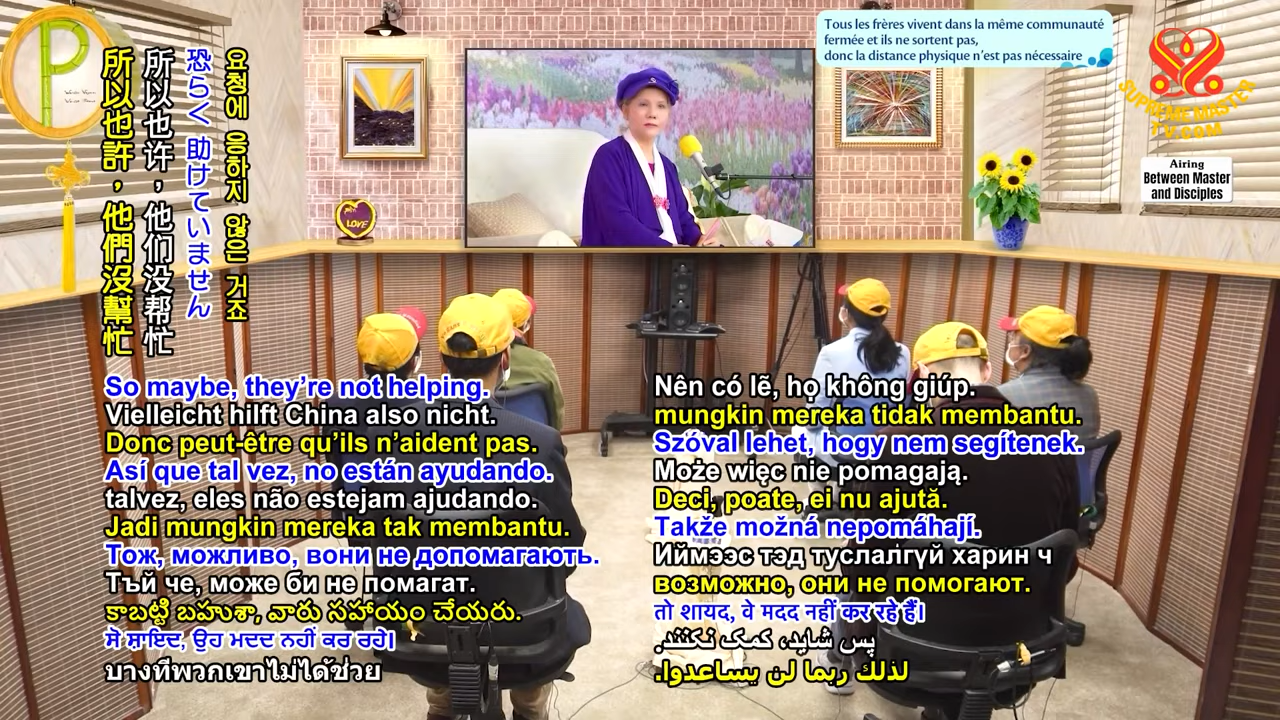 Tous les frères vivent dans la même communauté
fermée et ils ne sortent pas,
donc la distance physique n'est pas nécessaire
SUPREME MASTER
TV.COM
Airing
Between Master
and Disciples
LOVE
요청에 응하지 않은 거죠
恐らく 助けていません
所以也许，他们没帮忙
所以也許，他們沒幫忙
So maybe, they're not helping.
Vielleicht hilft China also nicht.
Donc peut-être qu'ils n'aident pas.
Así que tal vez, no están ayudando.
talvez, eles não estejam ajudando.
Jadi mungkin mereka tak membantu.
Тож, можливо, вони не допомагають.
Тъй че, може би не помагат.
కాబట్టి బహుశా, వారు సహాయం చేయరు.
ਸੋ ਸ਼ਾਇਦ, ਉਹ ਮਦਦ ਨਹੀਂ ਕਰ ਰਹੇ।
บางทีพวกเขาไม่ได้ช่วย
Nên có lẽ, họ không giúp.
mungkin mereka tidak membantu.
Szóval lehet, hogy nem segítenek.
Może więc nie pomagają.
Deci, poate, ei nu ajută.
Takže možná nepomáhají.
Иймээс тэд туслалгүй харин ч
возможно, они не помогают.
तो शायद, वे मदद नहीं कर रहे हैं।
پس شاید، کمک نکنند.
لذلك ربما لن يساعدوا.